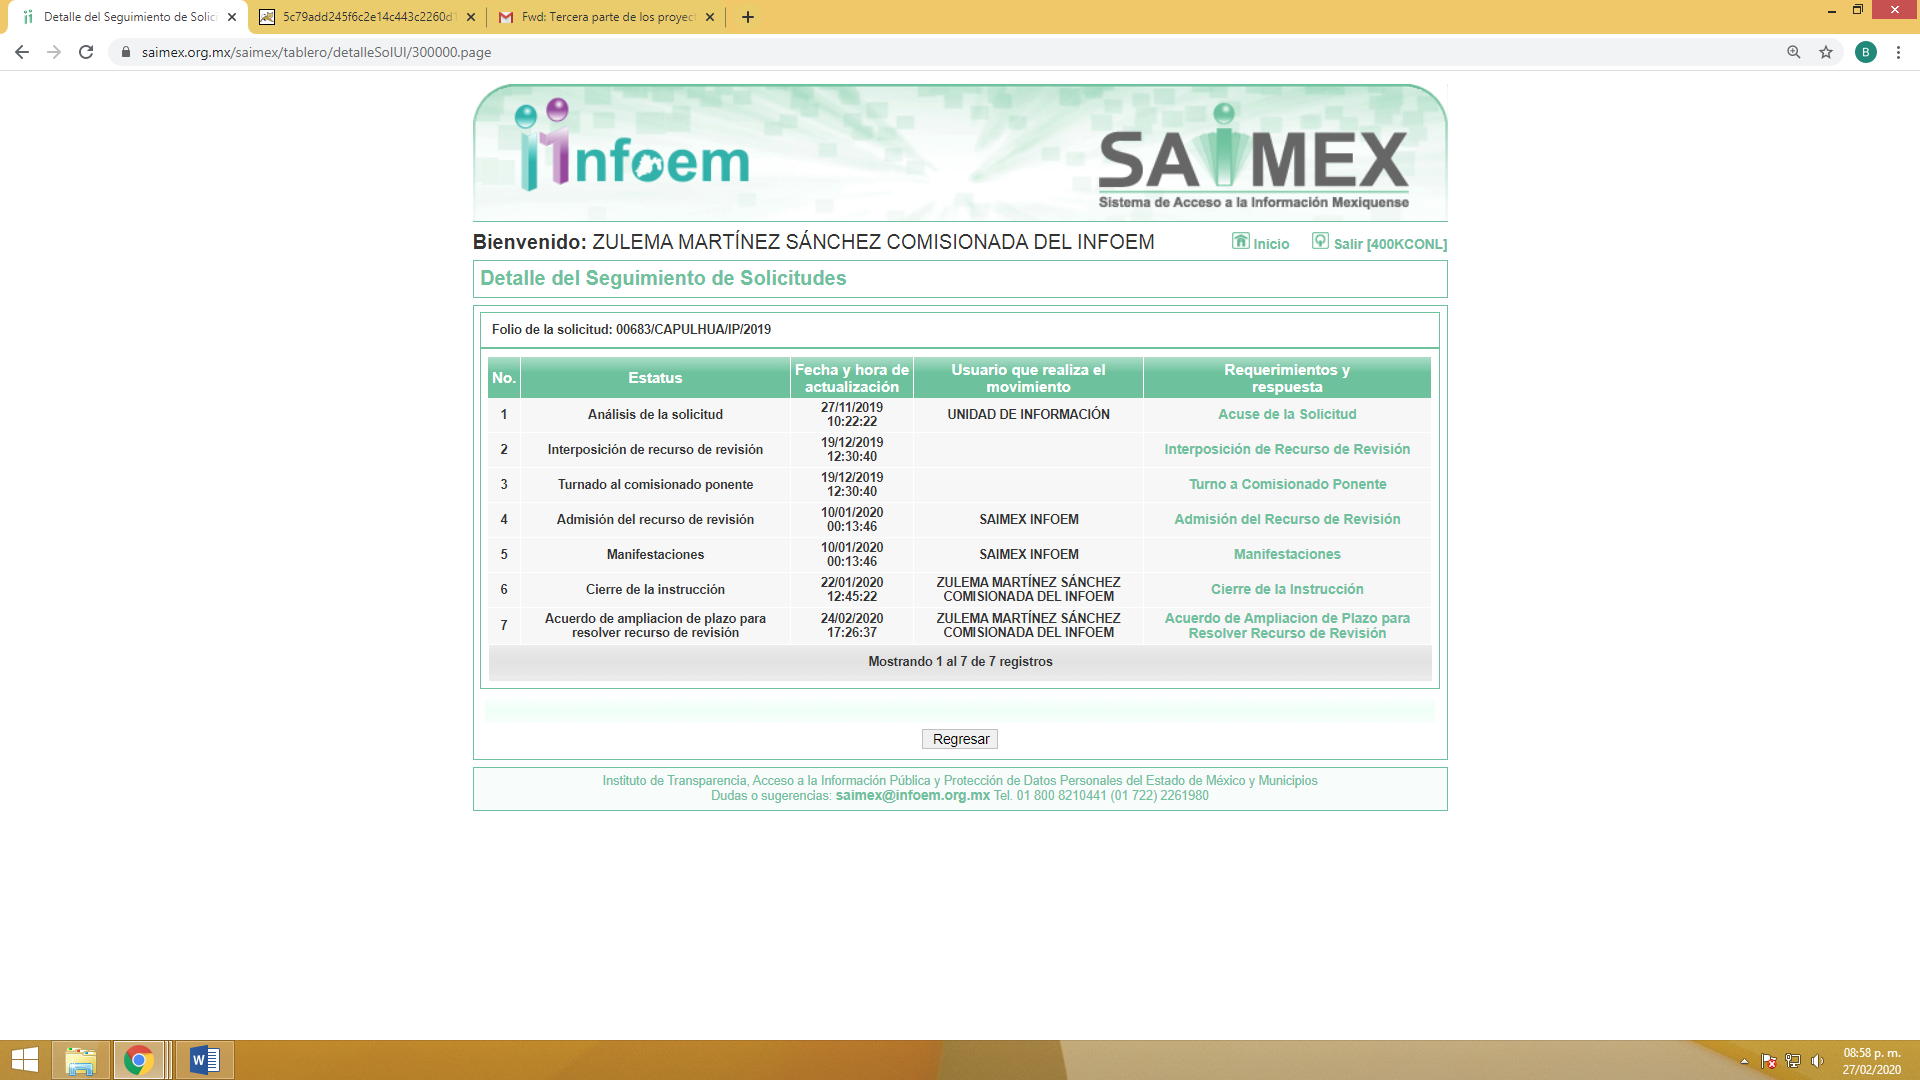 Detalle del Seguimiento de Solici
5c79add245f6c2e14c443c2260d1
Fwd: Tercera parte de los proyec
saimex.org.mx/saimex/tablero/detalleSolUI/300000.page
B
infoem
SAIMEX
Sistema de Acceso a la Información Mexiquense
Bienvenido: ZULEMA MARTÍNEZ SÁNCHEZ COMISIONADA DEL INFOEM
Inicio
Salir [400KCONL]
Detalle del Seguimiento de Solicitudes
Folio de la solicitud: 00683/CAPULHUA/IP/2019
No. Estatus Fecha y hora de actualización Usuario que realiza el movimiento Requerimientos y respuesta
1 Análisis de la solicitud 27/11/2019 10:22:22 UNIDAD DE INFORMACIÓN Acuse de la Solicitud
2 Interposición de recurso de revisión 19/12/2019 12:30:40 Interposición de Recurso de Revisión
3 Turnado al comisionado ponente 19/12/2019 12:30:40 Turno a Comisionado Ponente
4 Admisión del recurso de revisión 10/01/2020 00:13:46 SAIMEX INFOEM Admisión del Recurso de Revisión
5 Manifestaciones 10/01/2020 00:13:46 SAIMEX INFOEM Manifestaciones
6 Cierre de la instrucción 22/01/2020 12:45:22 ZULEMA MARTÍNEZ SÁNCHEZ COMISIONADA DEL INFOEM Cierre de la Instrucción
7 Acuerdo de ampliacion de plazo para resolver recurso de revisión 24/02/2020 17:26:37 ZULEMA MARTÍNEZ SÁNCHEZ COMISIONADA DEL INFOEM Acuerdo de Ampliacion de Plazo para Resolver Recurso de Revisión
Mostrando 1 al 7 de 7 registros
Regresar
Instituto de Transparencia, Acceso a la Información Pública y Protección de Datos Personales del Estado de México y Municipios
Dudas o sugerencias: saimex@infoem.org.mx Tel. 01 800 8210441 (01 722) 2261980
08:58 p. m.
27/02/2020